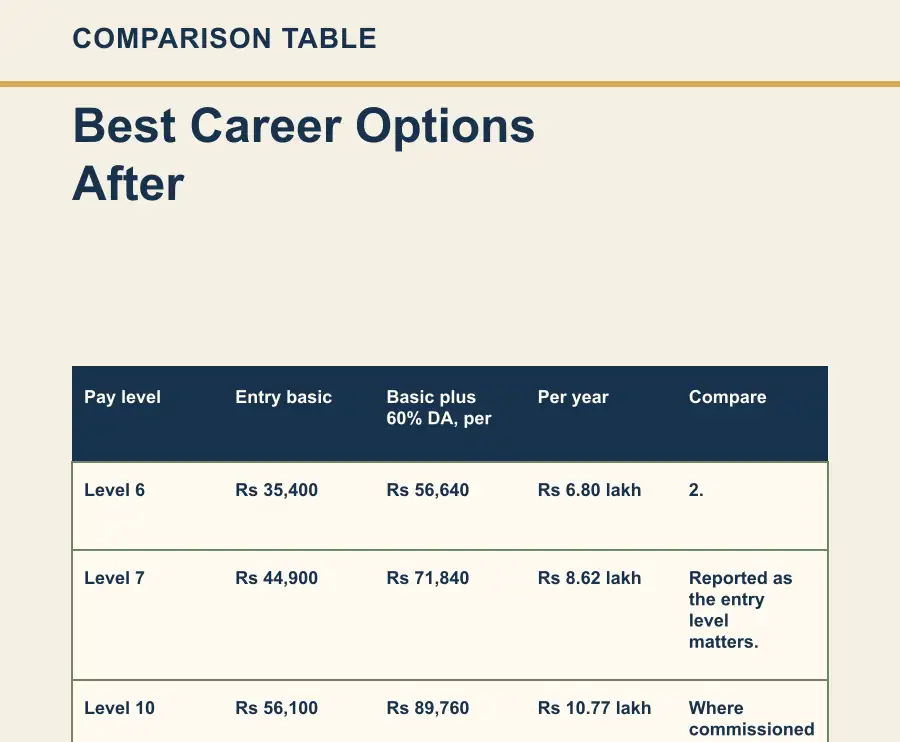 COMPARISON TABLE
Best Career Options
After
Pay level
Entry basic
Basic plus
60% DA, per
Per year
Compare
Level 6
Rs 35,400
Rs 56,640
Rs 6.80 lakh
2.
Level 7
Rs 44,900
Rs 71,840
Rs 8.62 lakh
Reported as
the entry
level
matters.
Level 10
Rs 56,100
Rs 89,760
Rs 10.77 lakh
Where
commissioned